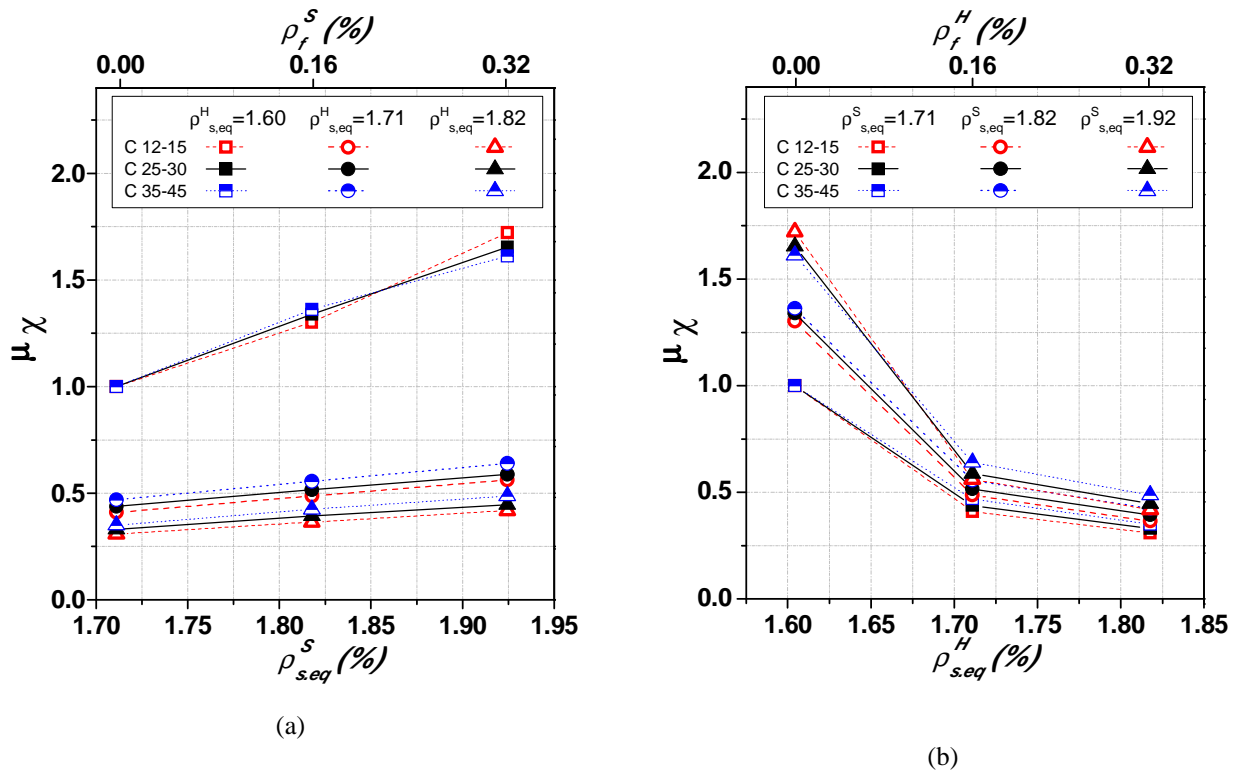 ρ_f^S (%)
0.00 0.16 0.32
ρ^H_s,eq=1.60 ρ^H_s,eq=1.71 ρ^H_s,eq=1.82
C 12-15
C 25-30
C 35-45
2.0
1.5
1.0
0.5
0.0
μ χ
1.70 1.75 1.80 1.85 1.90 1.95
ρ_s.eq^S (%)
(a)
ρ_f^H (%)
0.00 0.16 0.32
ρ^S_s,eq=1.71 ρ^S_s,eq=1.82 ρ^S_s,eq=1.92
C 12-15
C 25-30
C 35-45
2.0
1.5
1.0
0.5
0.0
μ χ
1.60 1.65 1.70 1.75 1.80 1.85
ρ_s.eq^H (%)
(b)